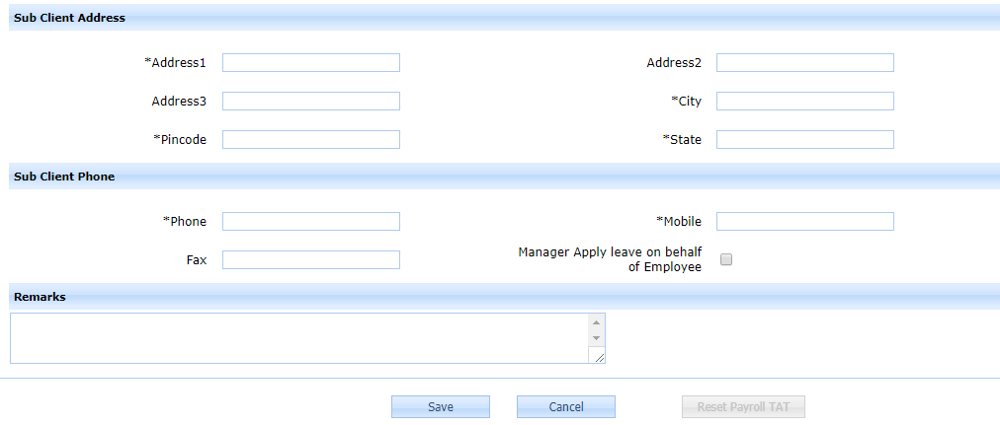 Sub Client Address
*Address1
Address2
Address3
*City
*Pincode
*State
Sub Client Phone
*Phone
*Mobile
Fax
Manager Apply leave on behalf
of Employee
Remarks
Save
Cancel
Reset Payroll TAT